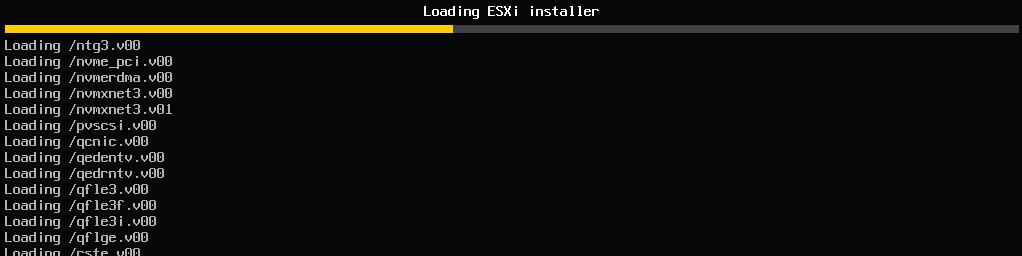 Loading ESXi installer
Loading /ntg3.v00
Loading /nvme_pci.v00
Loading /nvmerdma.v00
Loading /nvmxnet3.v00
Loading /nvmxnet3.v01
Loading /pvscsi.v00
Loading /qcnic.v00
Loading /qedentv.v00
Loading /qedrntv.v00
Loading /qfle3.v00
Loading /qfle3f.v00
Loading /qfle3i.v00
Loading /qflge.v00
Loading /rste.v00